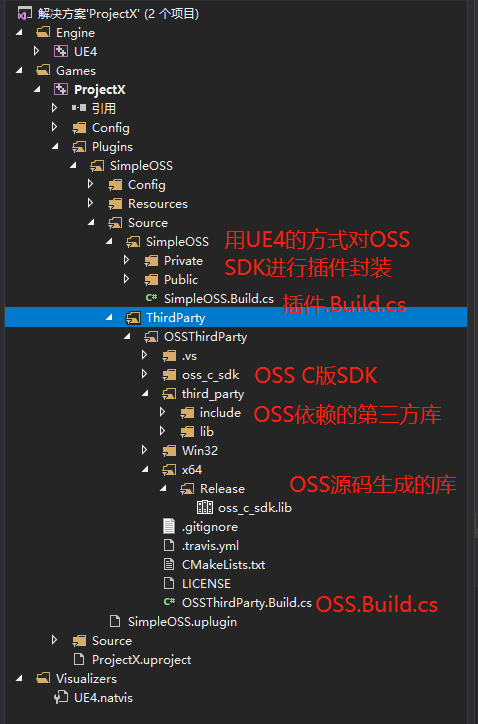 解决方案'ProjectX' (2 个项目)
Engine
UE4
Games
ProjectX
引用
Config
Plugins
SimpleOSS
Config
Resources
Source
SimpleOSS
用UE4的方式对OSS
SDK进行插件封装
Private
Public
SimpleOSS.Build.cs
插件.Build.cs
ThirdParty
OSSThirdParty
.vs
oss_c_sdk
OSS C版SDK
third_party
include
OSS依赖的第三方库
lib
Win32
x64
Release
OSS源码生成的库
oss_c_sdk.lib
.gitignore
.travis.yml
CMakeLists.txt
LICENSE
OSSThirdParty.Build.cs
OSS.Build.cs
SimpleOSS.uplugin
Source
ProjectX.uproject
Visualizers
UE4.natvis